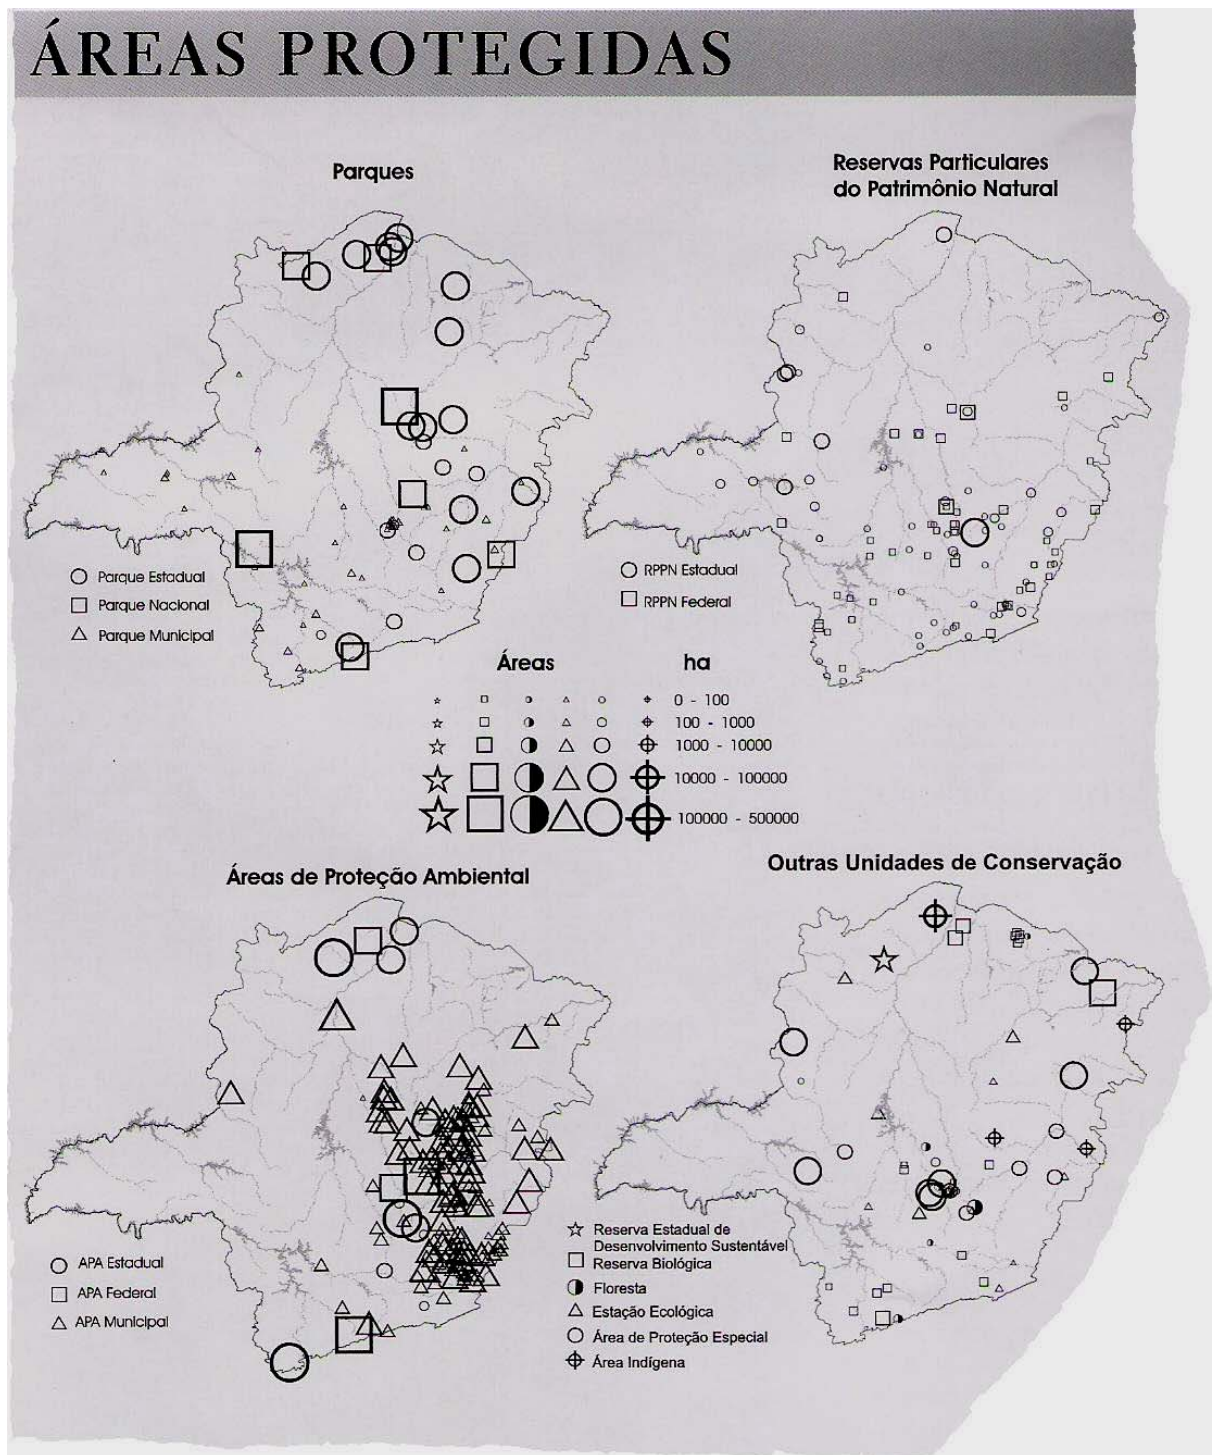 ÁREAS PROTEGIDAS
Parques
Parque Estadual
Parque Nacional
Parque Municipal
Reservas Particulares
do Patrimônio Natural
RPPN Estadual
RPPN Federal
Áreas ha
0 - 100
100 - 1000
1000 - 10000
10000 - 100000
100000 - 500000
Áreas de Proteção Ambiental
APA Estadual
APA Federal
APA Municipal
Outras Unidades de Conservação
Reserva Estadual de
Desenvolvimento Sustentável
Reserva Biológica
Floresta
Estação Ecológica
Área de Proteção Especial
Área Indígena